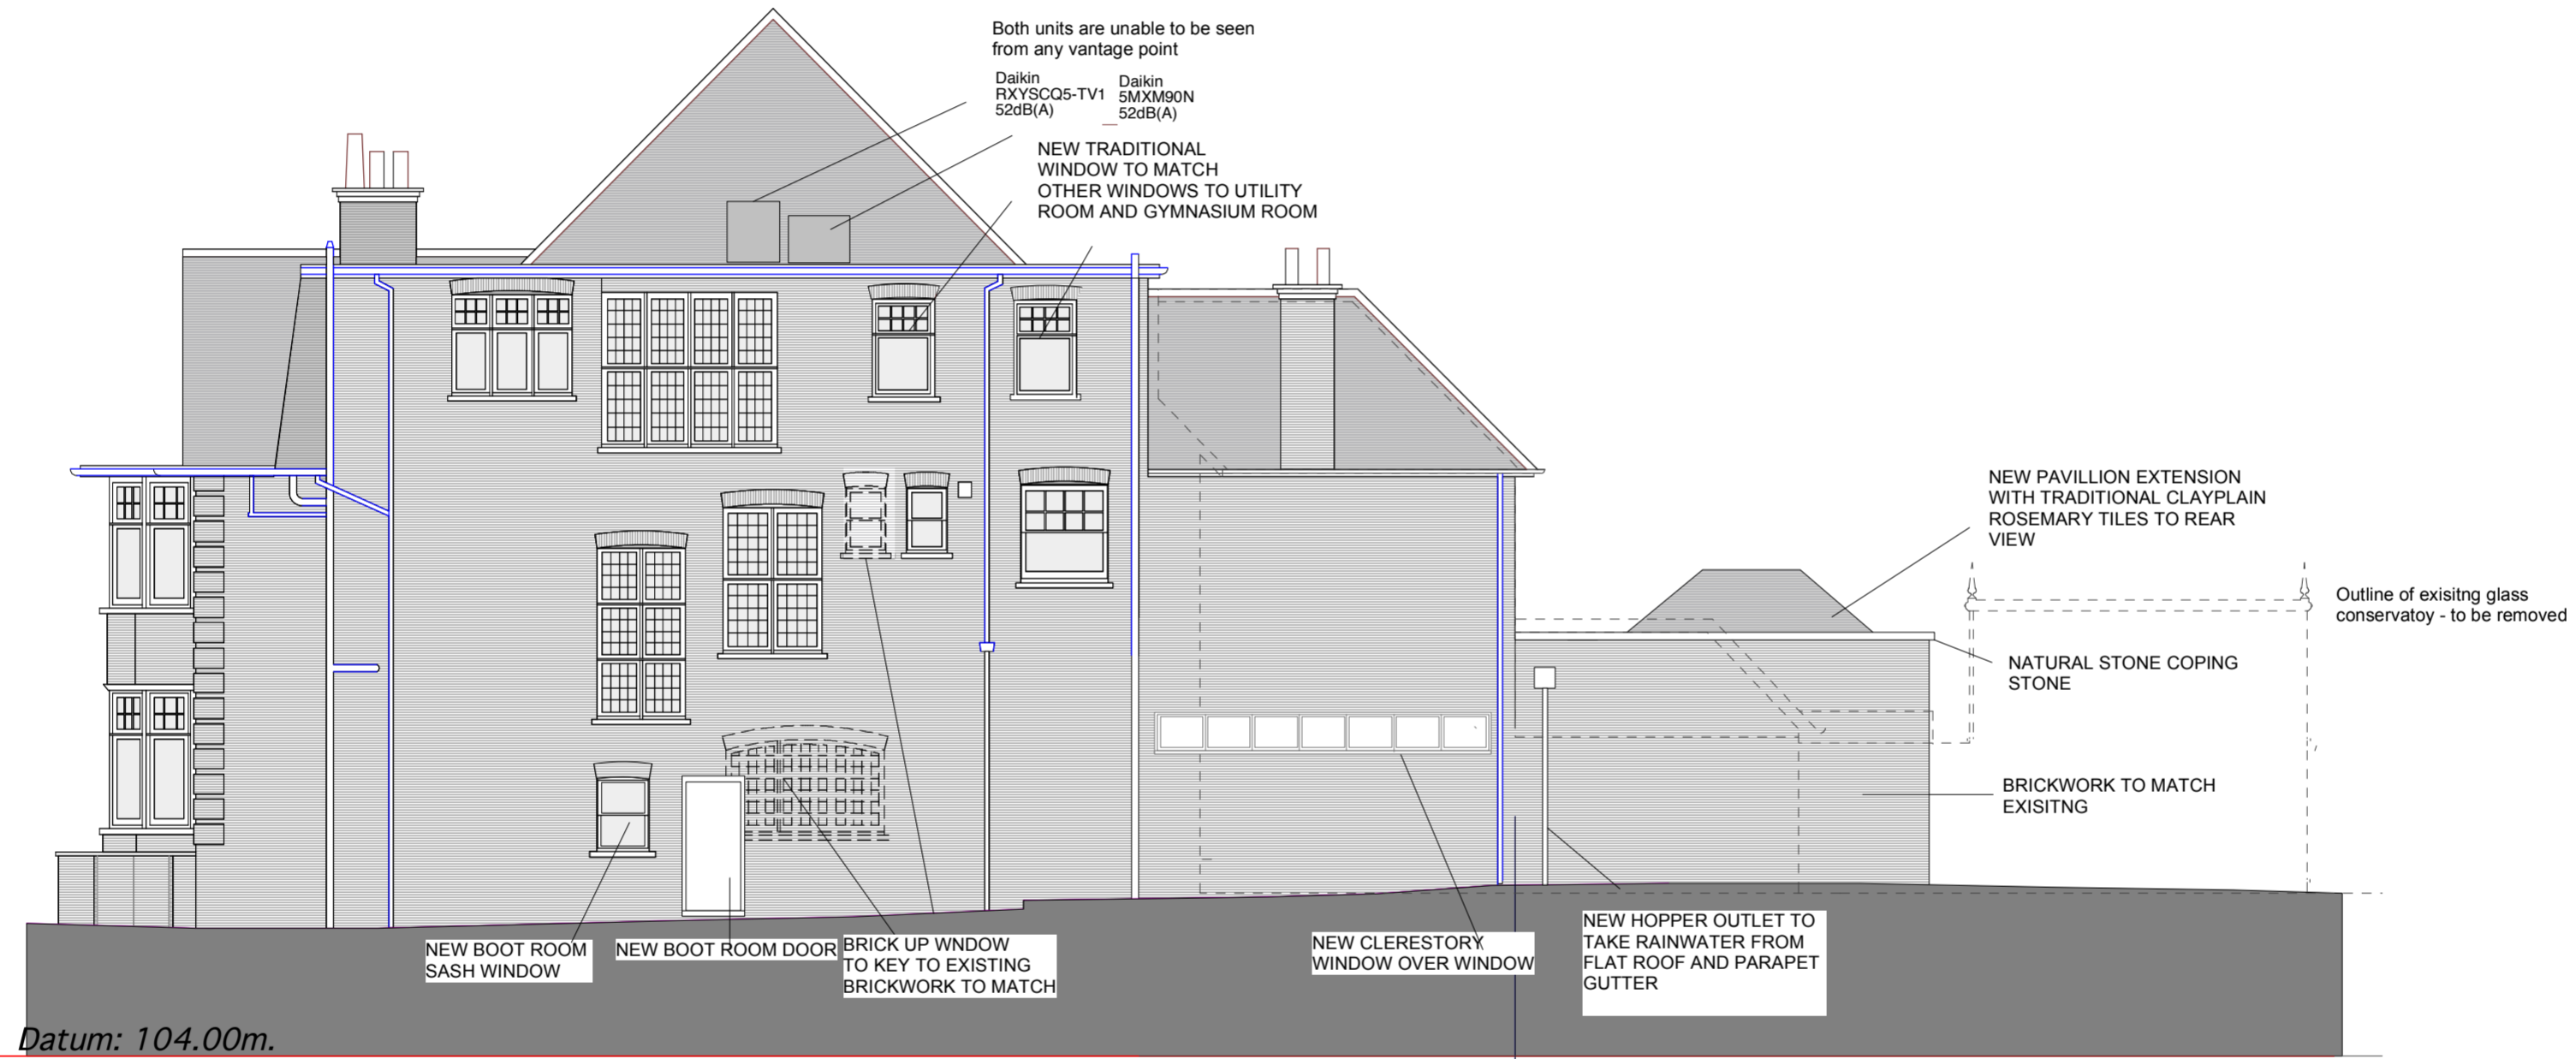 Both units are unable to be seen
from any vantage point
Daikin
RXYSCQ5-TV1
52dB(A)
Daikin
5MXM90N
52dB(A)
NEW TRADITIONAL
WINDOW TO MATCH
OTHER WINDOWS TO UTILITY
ROOM AND GYMNASIUM ROOM
NEW PAVILLION EXTENSION
WITH TRADITIONAL CLAYPLAIN
ROSEMARY TILES TO REAR
VIEW
Outline of exisitng glass
conservatoy - to be removed
NATURAL STONE COPING
STONE
BRICKWORK TO MATCH
EXISITNG
NEW BOOT ROOM
SASH WINDOW
NEW BOOT ROOM DOOR
BRICK UP WNDOW
TO KEY TO EXISTING
BRICKWORK TO MATCH
NEW CLERESTORY
WINDOW OVER WINDOW
NEW HOPPER OUTLET TO
TAKE RAINWATER FROM
FLAT ROOF AND PARAPET
GUTTER
Datum: 104.00m.